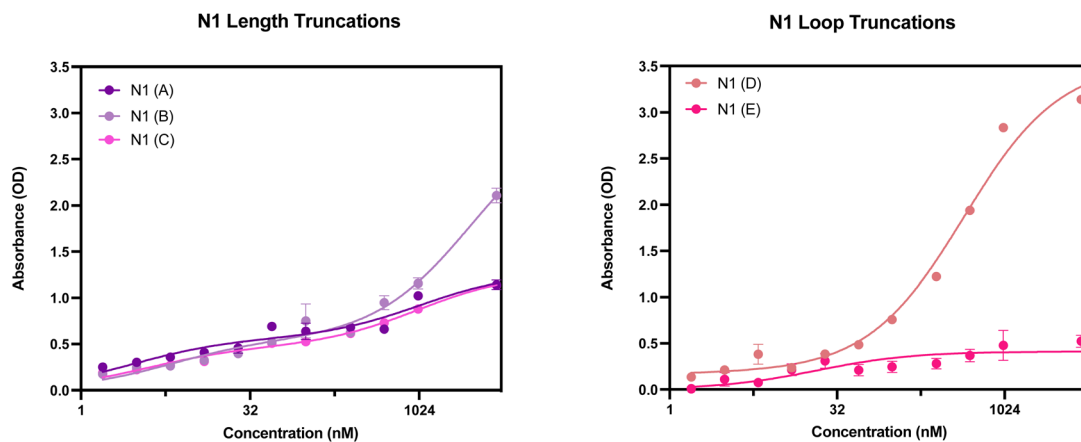 N1 Length Truncations
3.5
3.0
2.5
2.0
1.5
1.0
0.5
0.0
Absorbance (OD)
N1 (A)
N1 (B)
N1 (C)
1
32
1024
Concentration (nM)
N1 Loop Truncations
3.5
3.0
2.5
2.0
1.5
1.0
0.5
0.0
Absorbance (OD)
N1 (D)
N1 (E)
1
32
1024
Concentration (nM)